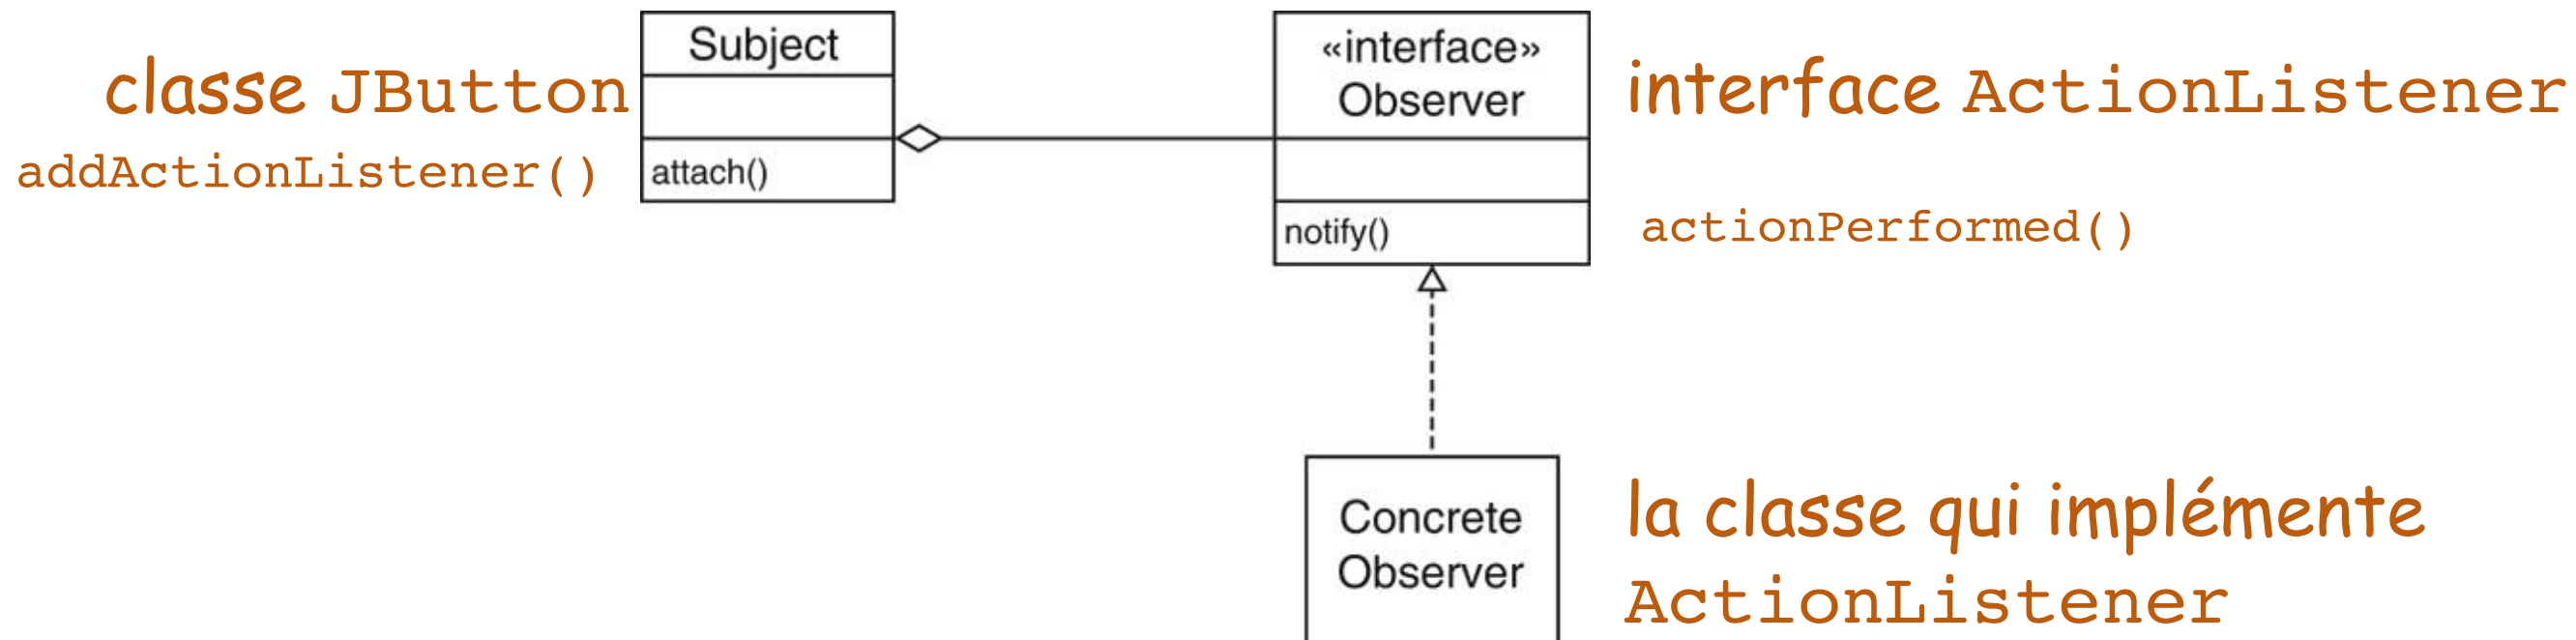 classe JButton
addActionListener()
Subject
attach()
«interface»
Observer
notify()
interface ActionListener
actionPerformed()
Concrete
Observer
la classe qui implémente
ActionListener